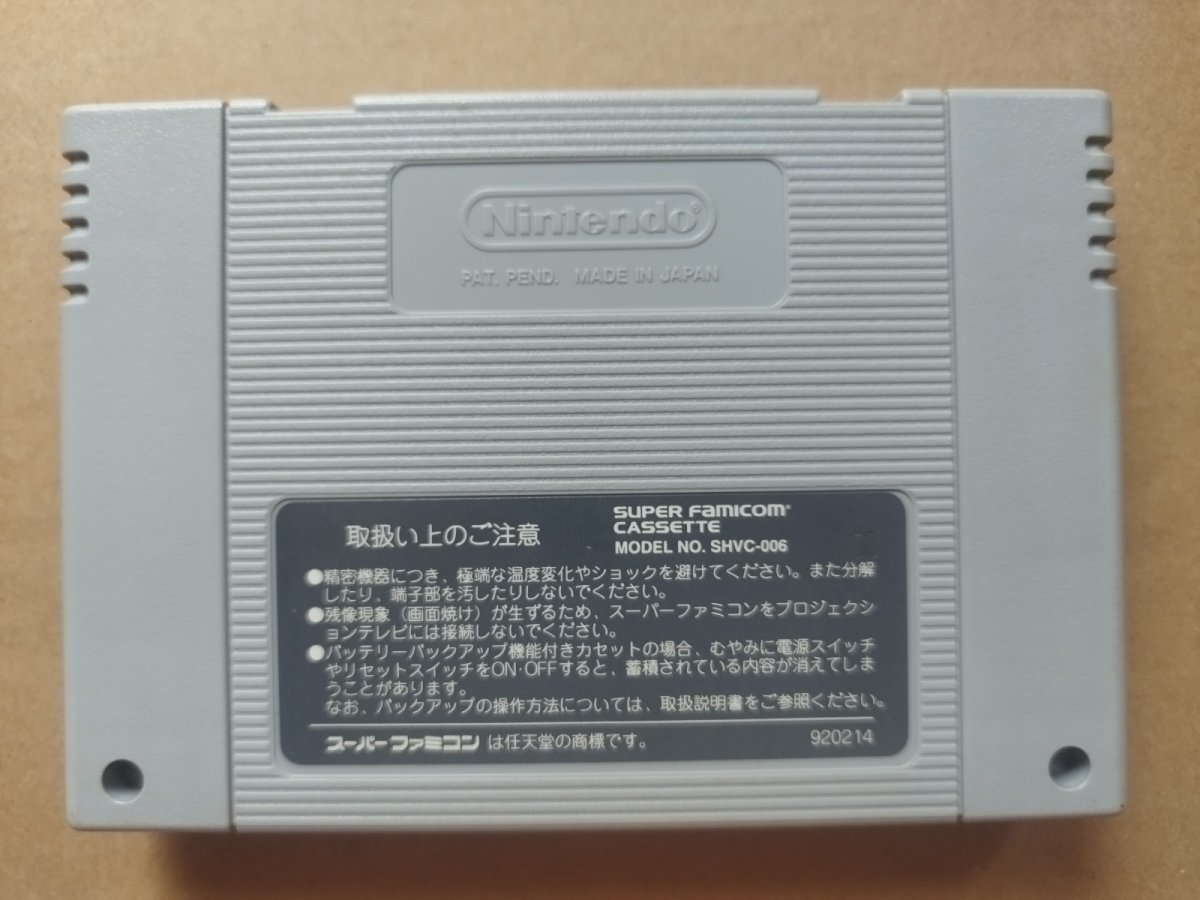 Nintendo®
PAT. PEND. MADE IN JAPAN
取扱い上のご注意
SUPER FAMICOM
CASSETTE
MODEL NO. SHVC-006
●精密機器につき、極端な温度変化やショックを避けてください。また分解
したり、端子部を汚したりしないでください。
●残像現象（画面焼け）が生ずるため、スーパーファミコンをプロジェクシ
ョンテレビには接続しないでください。
●バッテリーバックアップ機能付きカセットの場合、むやみに電源スイッチ
やリセットスイッチをON・OFFすると、蓄積されている内容が消えてしま
うことがあります。
なお、バックアップの操作方法については、取扱説明書をご参照ください。
スーパーファミコン は任天堂の商標です。
920214